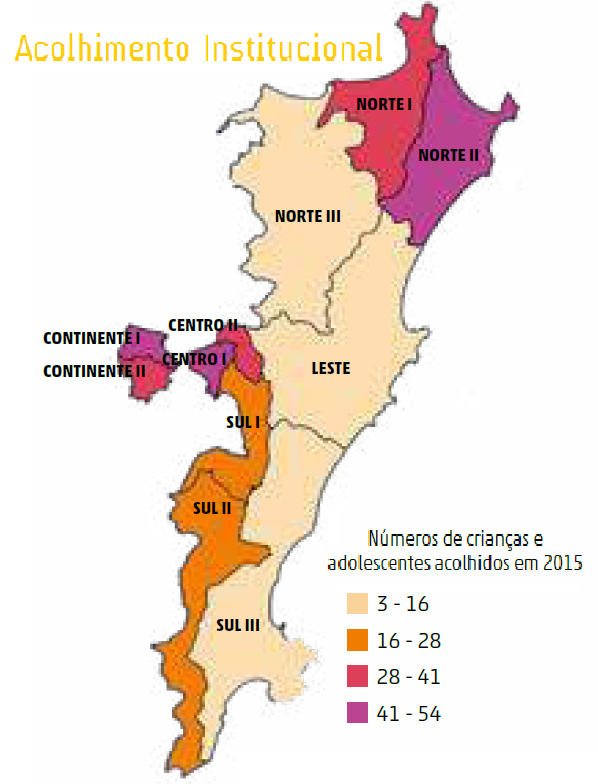 Acolhimento Institucional
NORTE I
NORTE II
NORTE III
CENTRO II
CONTINENTE I
CENTRO I
CONTINENTE II
LESTE
SUL I
SUL II
SUL III
Números de crianças e
adolescentes acolhidos em 2015
3 - 16
16 - 28
28 - 41
41 - 54